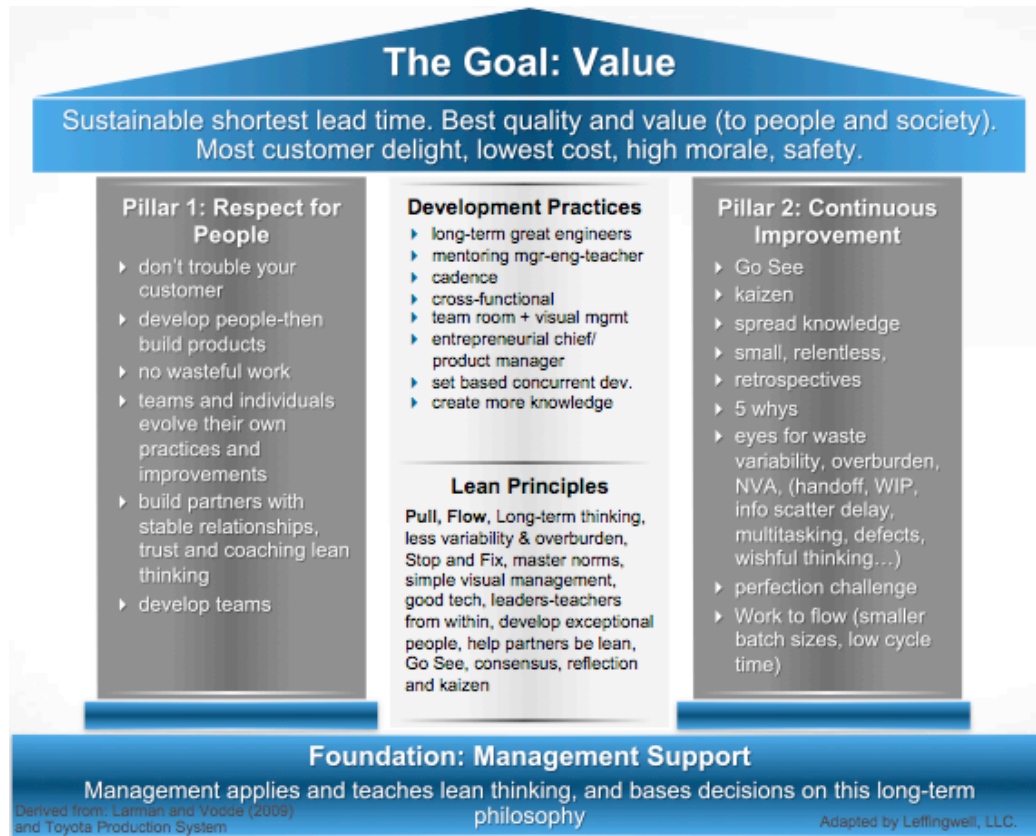 The Goal: Value
Sustainable shortest lead time. Best quality and value (to people and society).
Most customer delight, lowest cost, high morale, safety.
Pillar 1: Respect for
People
don't trouble your
customer
develop people-then
build products
no wasteful work
teams and individuals
evolve their own
practices and
improvements
build partners with
stable relationships,
trust and coaching lean
thinking
develop teams
Development Practices
long-term great engineers
mentoring mgr-eng-teacher
cadence
cross-functional
team room + visual mgmt
entrepreneurial chief/
product manager
set based concurrent dev.
create more knowledge
Lean Principles
Pull, Flow, Long-term thinking,
less variability & overburden,
Stop and Fix, master norms,
simple visual management,
good tech, leaders-teachers
from within, develop exceptional
people, help partners be lean,
Go See, consensus, reflection
and kaizen
Pillar 2: Continuous
Improvement
Go See
kaizen
spread knowledge
small, relentless,
retrospectives
5 whys
eyes for waste
variability, overburden,
NVA, (handoff, WIP,
info scatter delay,
multitasking, defects,
wishful thinking…)
perfection challenge
Work to flow (smaller
batch sizes, low cycle
time)
Foundation: Management Support
Management applies and teaches lean thinking, and bases decisions on this long-term
philosophy
Derived from: Larman and Vodde (2009)
and Toyota Production System
Adapted by Leffingwell, LLC.